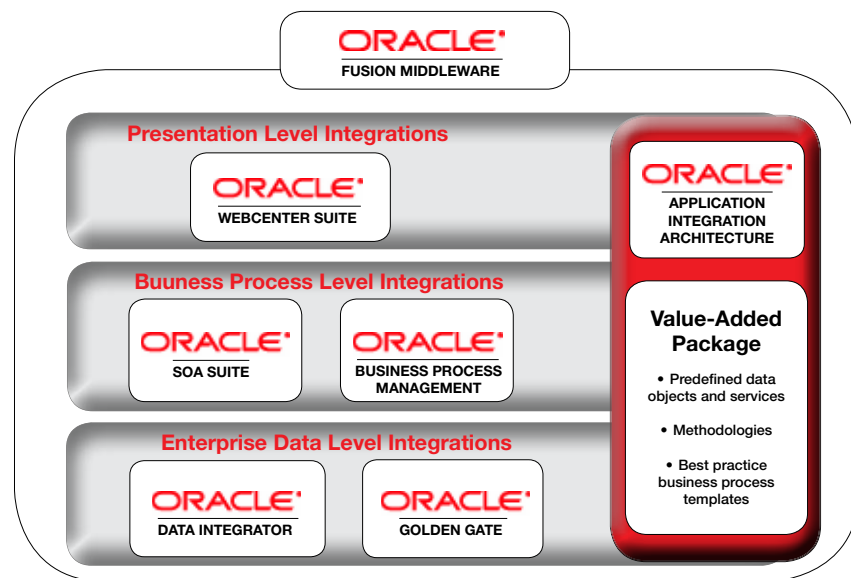 ORACLE
FUSION MIDDLEWARE
Presentation Level Integrations
ORACLE
WEBCENTER SUITE
Buuness Process Level Integrations
ORACLE
SOA SUITE
ORACLE
BUSINESS PROCESS
MANAGEMENT
Enterprise Data Level Integrations
ORACLE
DATA INTEGRATOR
ORACLE
GOLDEN GATE
ORACLE
APPLICATION
INTEGRATION
ARCHITECTURE
Value-Added
Package
• Predefined data
objects and services
• Methodologies
• Best practice
business process
templates